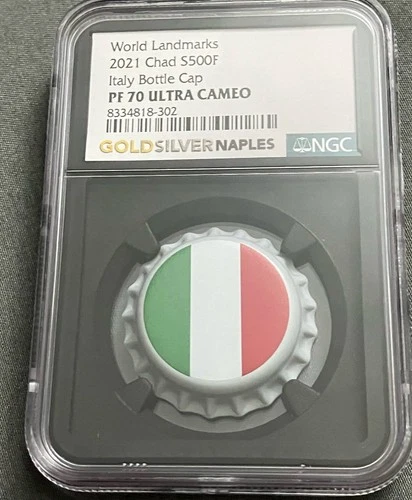 World Landmarks
2021 Chad S500F
Italy Bottle Cap
PF 70 ULTRA CAMEO
8334818-302
GOLDSILVERNAPLES
NGC